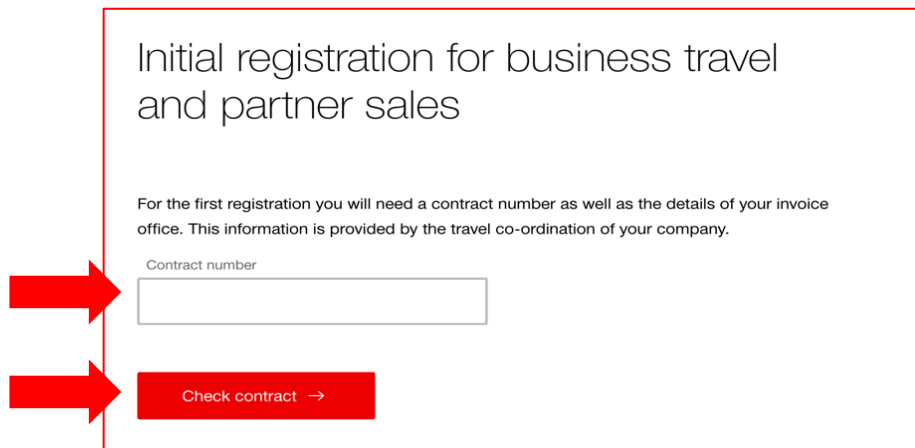 Initial registration for business travel
and partner sales
For the first registration you will need a contract number as well as the details of your invoice
office. This information is provided by the travel co-ordination of your company.
Contract number
Check contract →